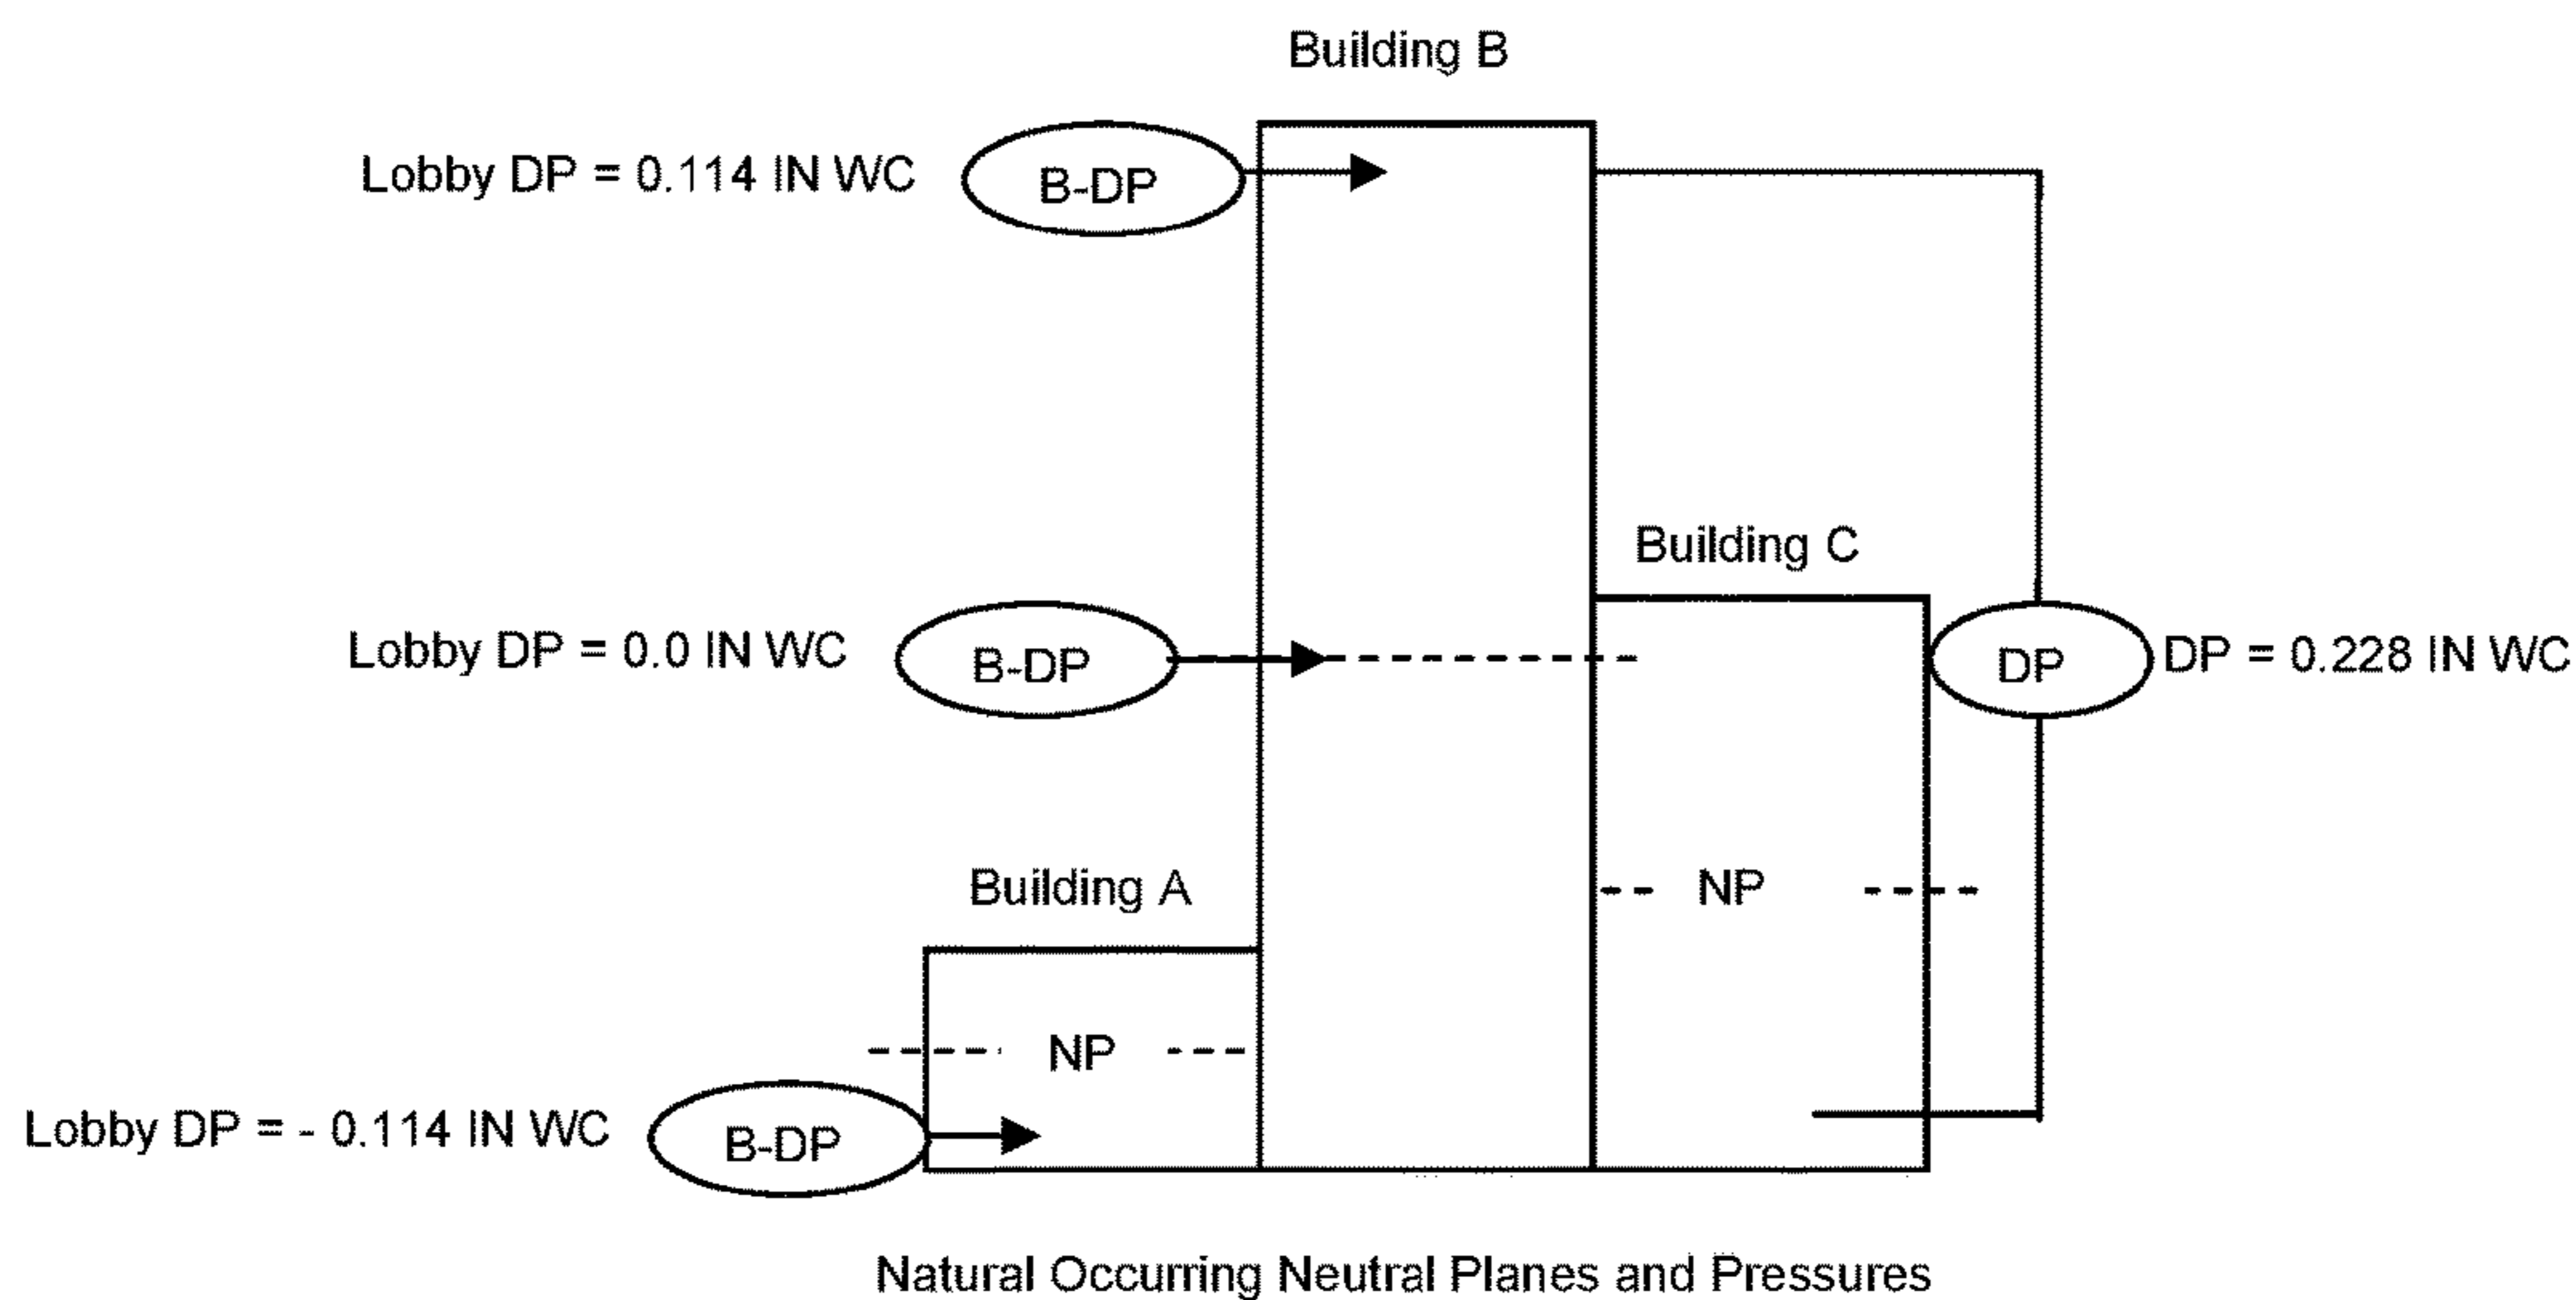 Building B
Lobby DP = 0.114 IN WC
B-DP
Building C
Lobby DP = 0.0 IN WC
B-DP
DP
DP = 0.228 IN WC
Building A
NP
NP
Lobby DP = - 0.114 IN WC
B-DP
Natural Occurring Neutral Planes and Pressures